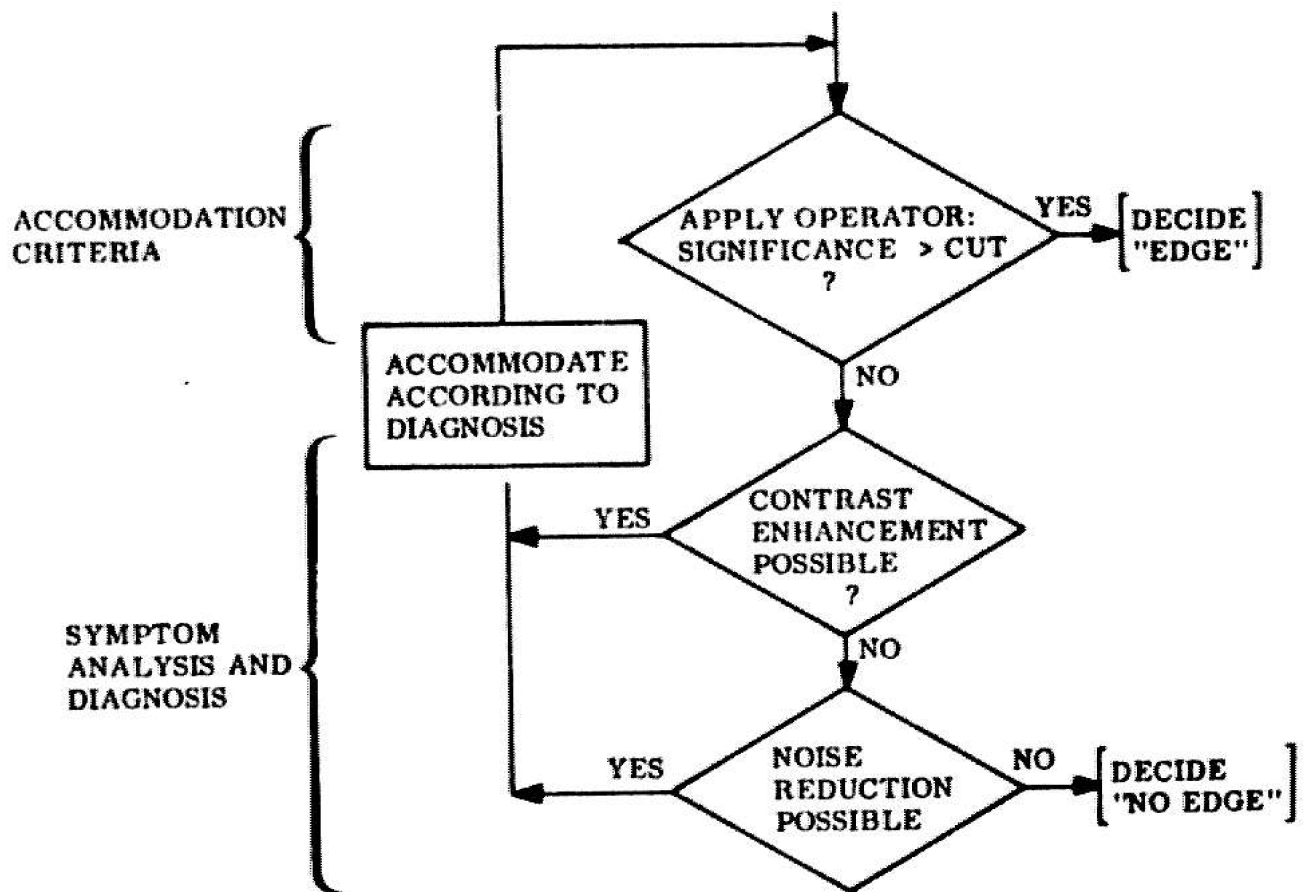 ACCOMMODATION
CRITERIA
APPLY OPERATOR:
SIGNIFICANCE > CUT
?
YES
DECIDE
"EDGE"
NO
ACCOMMODATE
ACCORDING TO
DIAGNOSIS
CONTRAST
ENHANCEMENT
POSSIBLE
?
YES
NO
SYMPTOM
ANALYSIS AND
DIAGNOSIS
NOISE
REDUCTION
POSSIBLE
YES
NO
DECIDE
"NO EDGE"